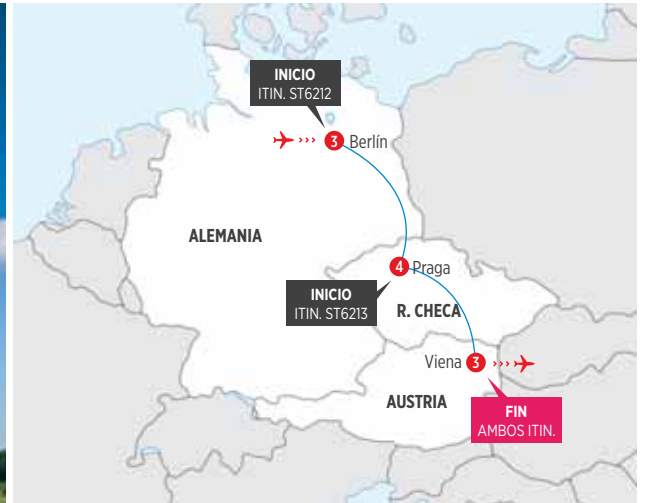 INICIO
ITIN. ST6212
3 Berlín
ALEMANIA
4 Praga
INICIO
ITIN. ST6213
R. CHECA
Viena 3
AUSTRIA
FIN
AMBOS ITIN.